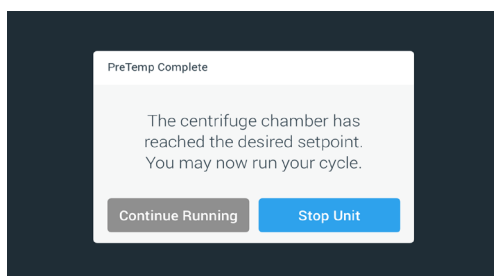 PreTemp Complete
The centrifuge chamber has
reached the desired setpoint.
You may now run your cycle.
Continue Running
Stop Unit